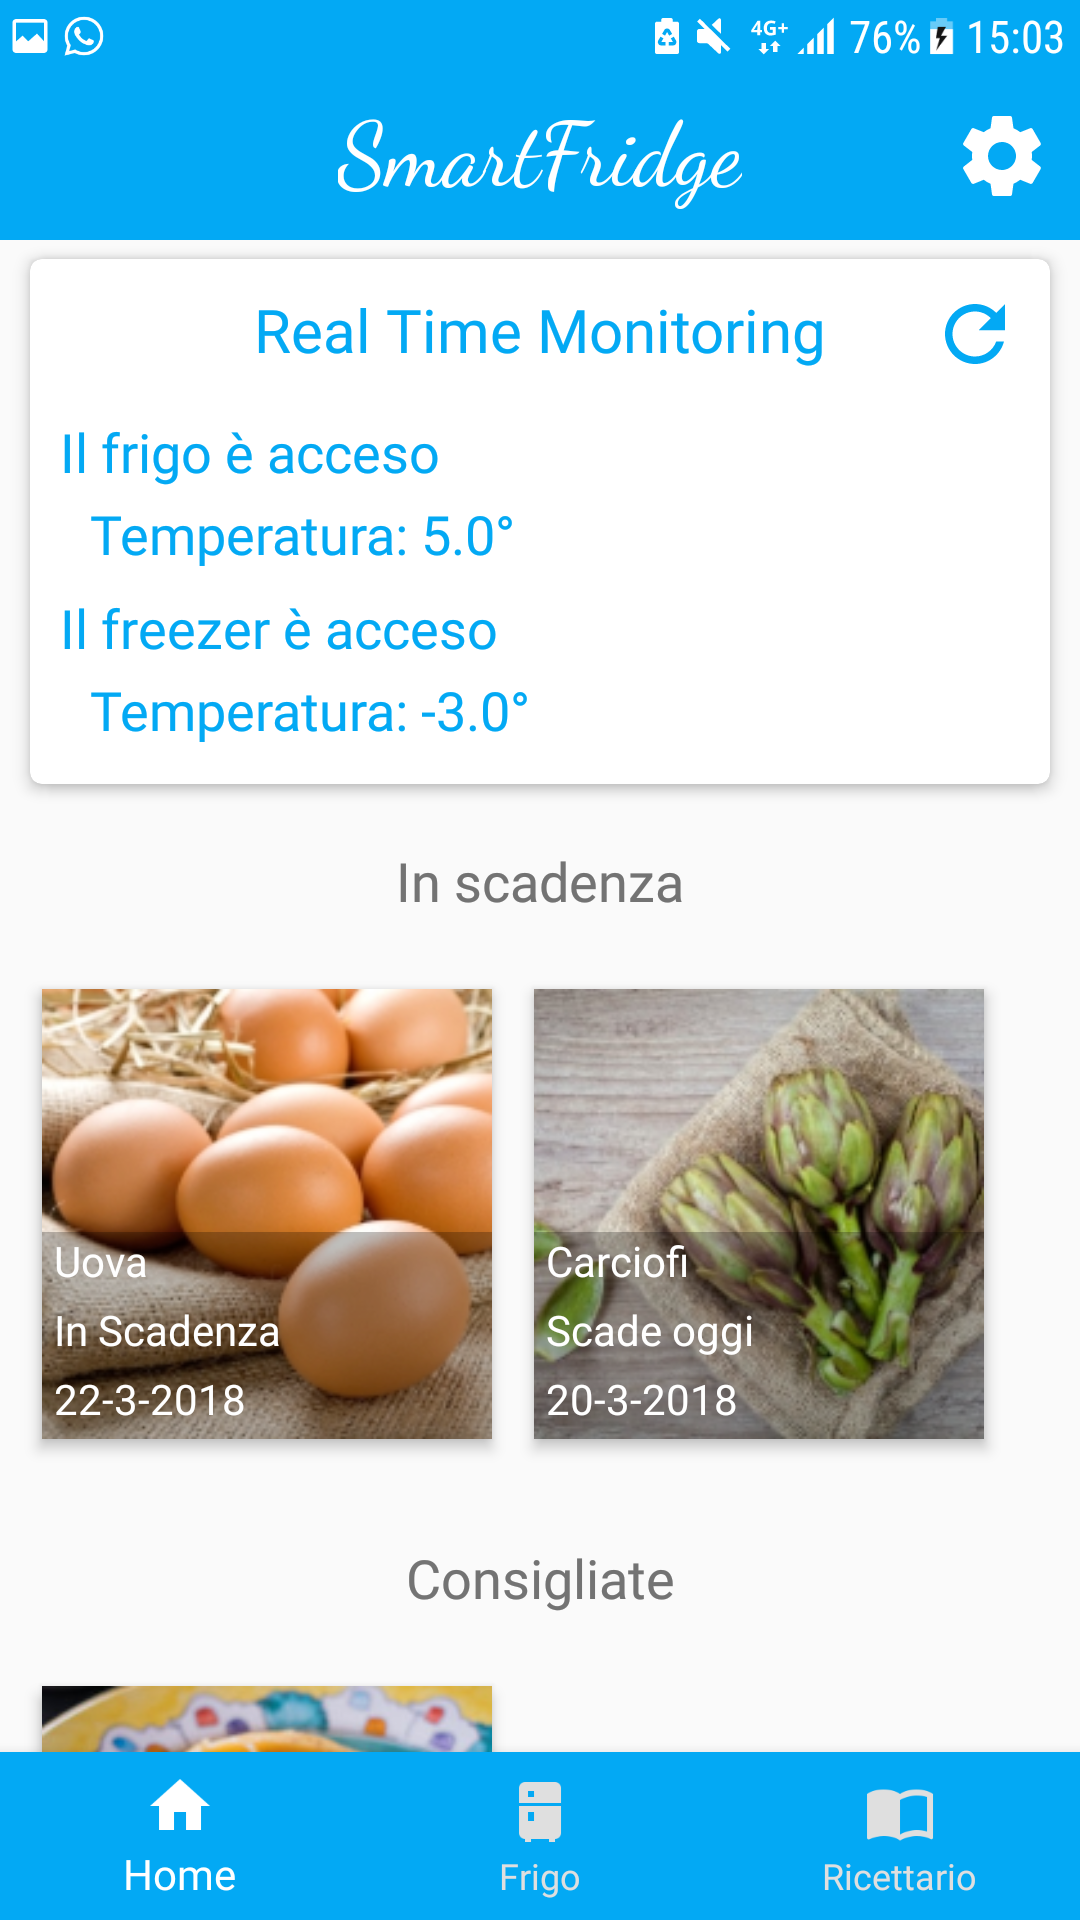 4G+ 76% 15:03
SmartFridge
Real Time Monitoring
Il frigo è acceso
Temperatura: 5.0°
Il freezer è acceso
Temperatura: -3.0°
In scadenza
Uova
In Scadenza
22-3-2018
Carciofi
Scade oggi
20-3-2018
Consigliate
Home
Frigo
Ricettario